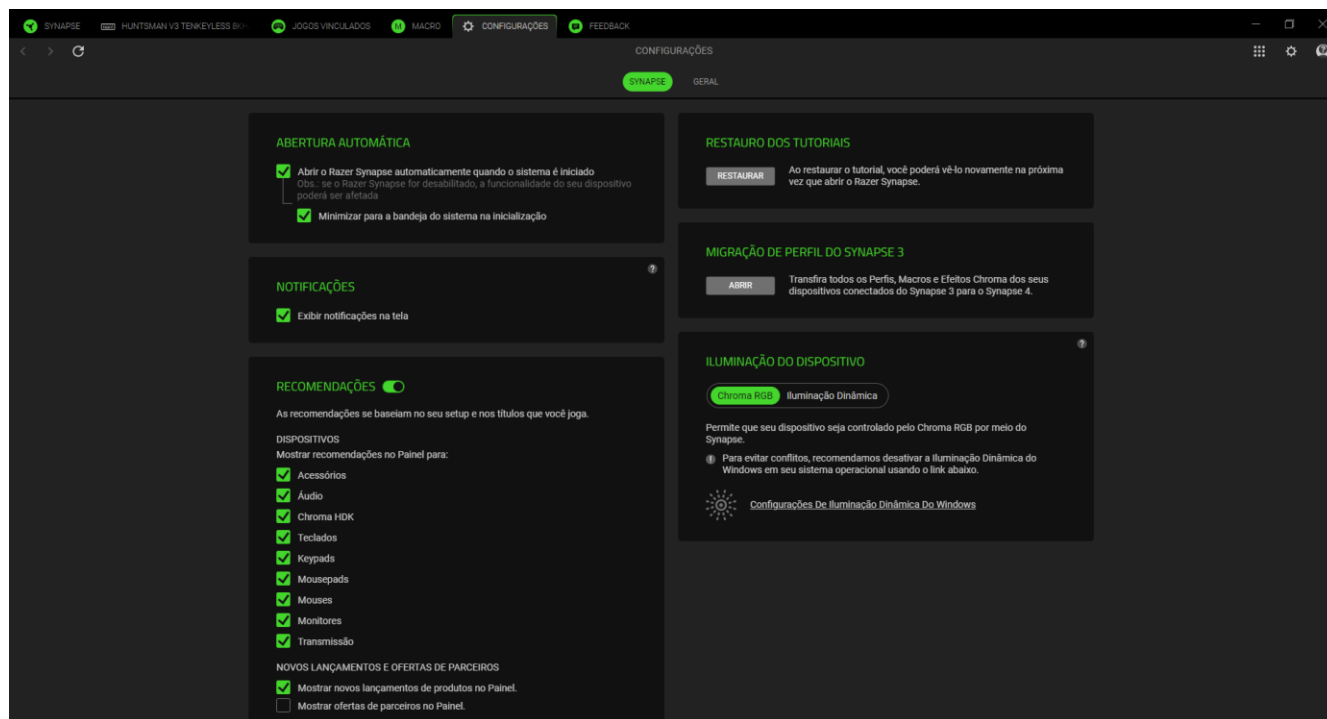 SYNAPSE
HUNTSMAN V3 TENKEYLESS
JOGOS VINCULADOS
MACRO
CONFIGURAÇÕES
FEEDBACK
CONFIGURAÇÕES
SYNAPSE
GERAL
ABERTURA AUTOMÁTICA
Abrir o Razer Synapse automaticamente quando o sistema é iniciado
Obs.: se o Razer Synapse for desabilitado, a funcionalidade do seu dispositivo
poderá ser afetada
Minimizar para a bandeja do sistema na inicialização
NOTIFICAÇÕES
?
Exibir notificações na tela
RECOMENDAÇÕES
As recomendações se baseiam no seu setup e nos títulos que você joga.
DISPOSITIVOS
Mostrar recomendações no Painel para:
Acessórios
Áudio
Chroma HDK
Teclados
Keypads
Mousepads
Mouses
Monitores
Transmissão
NOVOS LANÇAMENTOS E OFERTAS DE PARCEIROS
Mostrar novos lançamentos de produtos no Painel.
Mostrar ofertas de parceiros no Painel.
RESTAURO DOS TUTORIAIS
RESTAURAR
Ao restaurar o tutorial, você poderá vê-lo novamente na próxima
vez que abrir o Razer Synapse.
MIGRAÇÃO DE PERFIL DO SYNAPSE 3
ABRIR
Transfira todos os Perfis, Macros e Efeitos Chroma dos seus
dispositivos conectados do Synapse 3 para o Synapse 4.
?
ILUMINAÇÃO DO DISPOSITIVO
Chroma RGB
Iluminação Dinâmica
Permite que seu dispositivo seja controlado pelo Chroma RGB por meio do
Synapse.
Para evitar conflitos, recomendamos desativar a Iluminação Dinâmica do
Windows em seu sistema operacional usando o link abaixo.
Configurações De Iluminação Dinâmica Do Windows